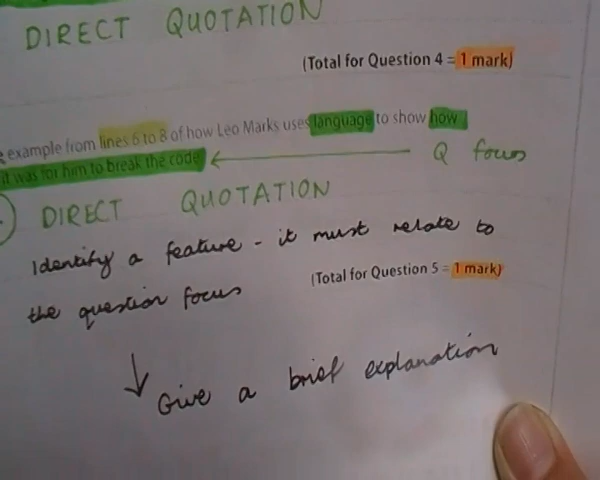 DIRECT QUOTATION
(Total for Question 4 = 1 mark)
example from lines 6 to 8 of how Leo Marks uses language to show how
it was for him to break the code
Q focus
DIRECT QUOTATION
Identify a feature - it must relate to
the question focus
(Total for Question 5 = 1 mark)
Give a brief explanation